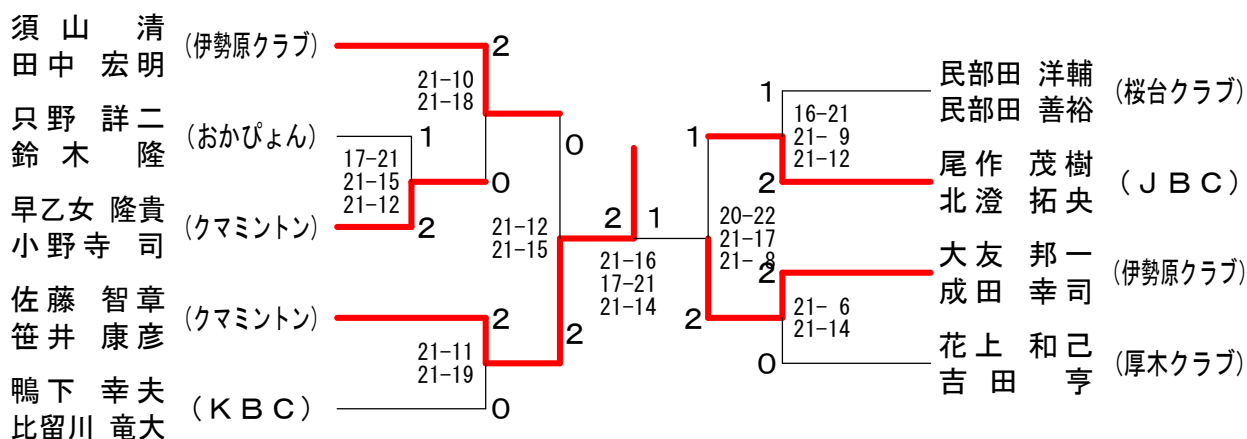 須山 清
田中 宏明
(伊勢原クラブ)
2
21-10
21-18
只野 詳二
鈴木 隆
(おかぴょん)
1
17-21
21-15
21-12
0
早乙女 隆貴
小野寺 司
(クマミントン)
2
0
21-12
21-15
佐藤 智章
笹井 康彦
(クマミントン)
2
2
21-11
21-19
鴨下 幸夫
比留川 竜大
(KBC)
0
2
1
21-16
17-21
21-14
民部田 洋輔
民部田 善裕
(桜台クラブ)
1
16-21
21- 9
21-12
1
尾作 茂樹
北澄 拓央
(JBC)
2
20-22
21-17
21- 8
大友 邦一
成田 幸司
(伊勢原クラブ)
2
2
21- 6
21-14
花上 和己
吉田 亨
(厚木クラブ)
0